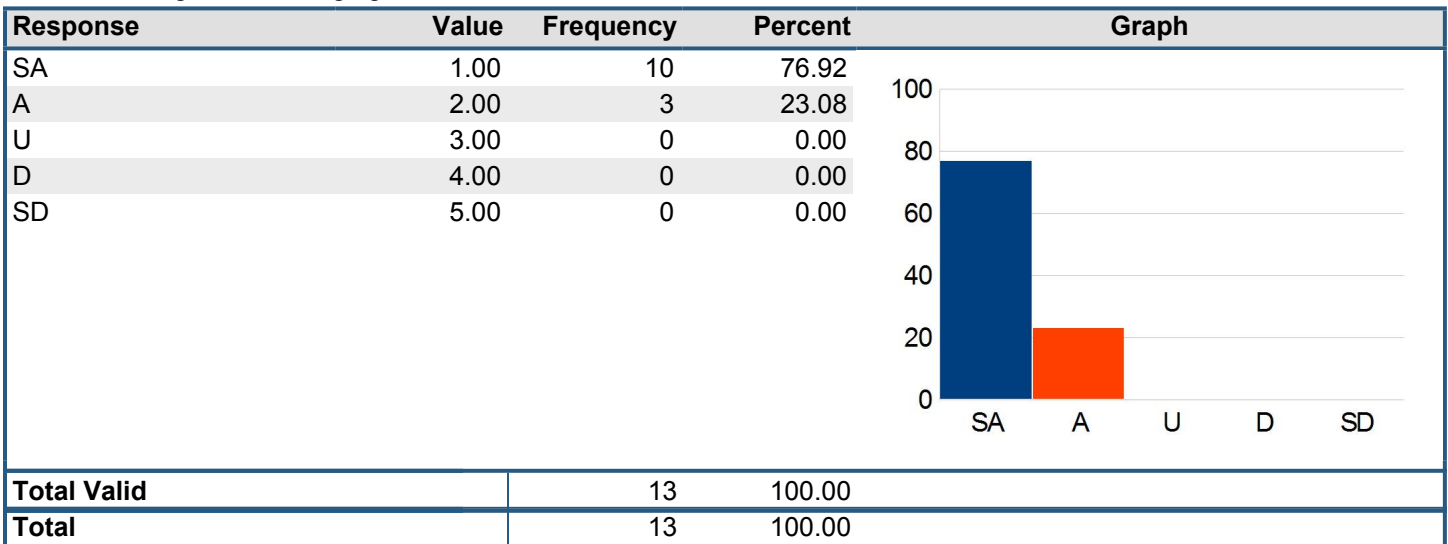 Response Value Frequency Percent Graph
SA 1.00 10 76.92
A 2.00 3 23.08
U 3.00 0 0.00
D 4.00 0 0.00
SD 5.00 0 0.00
100
80
60
40
20
0
SA A U D SD
Total Valid 13 100.00
Total 13 100.00